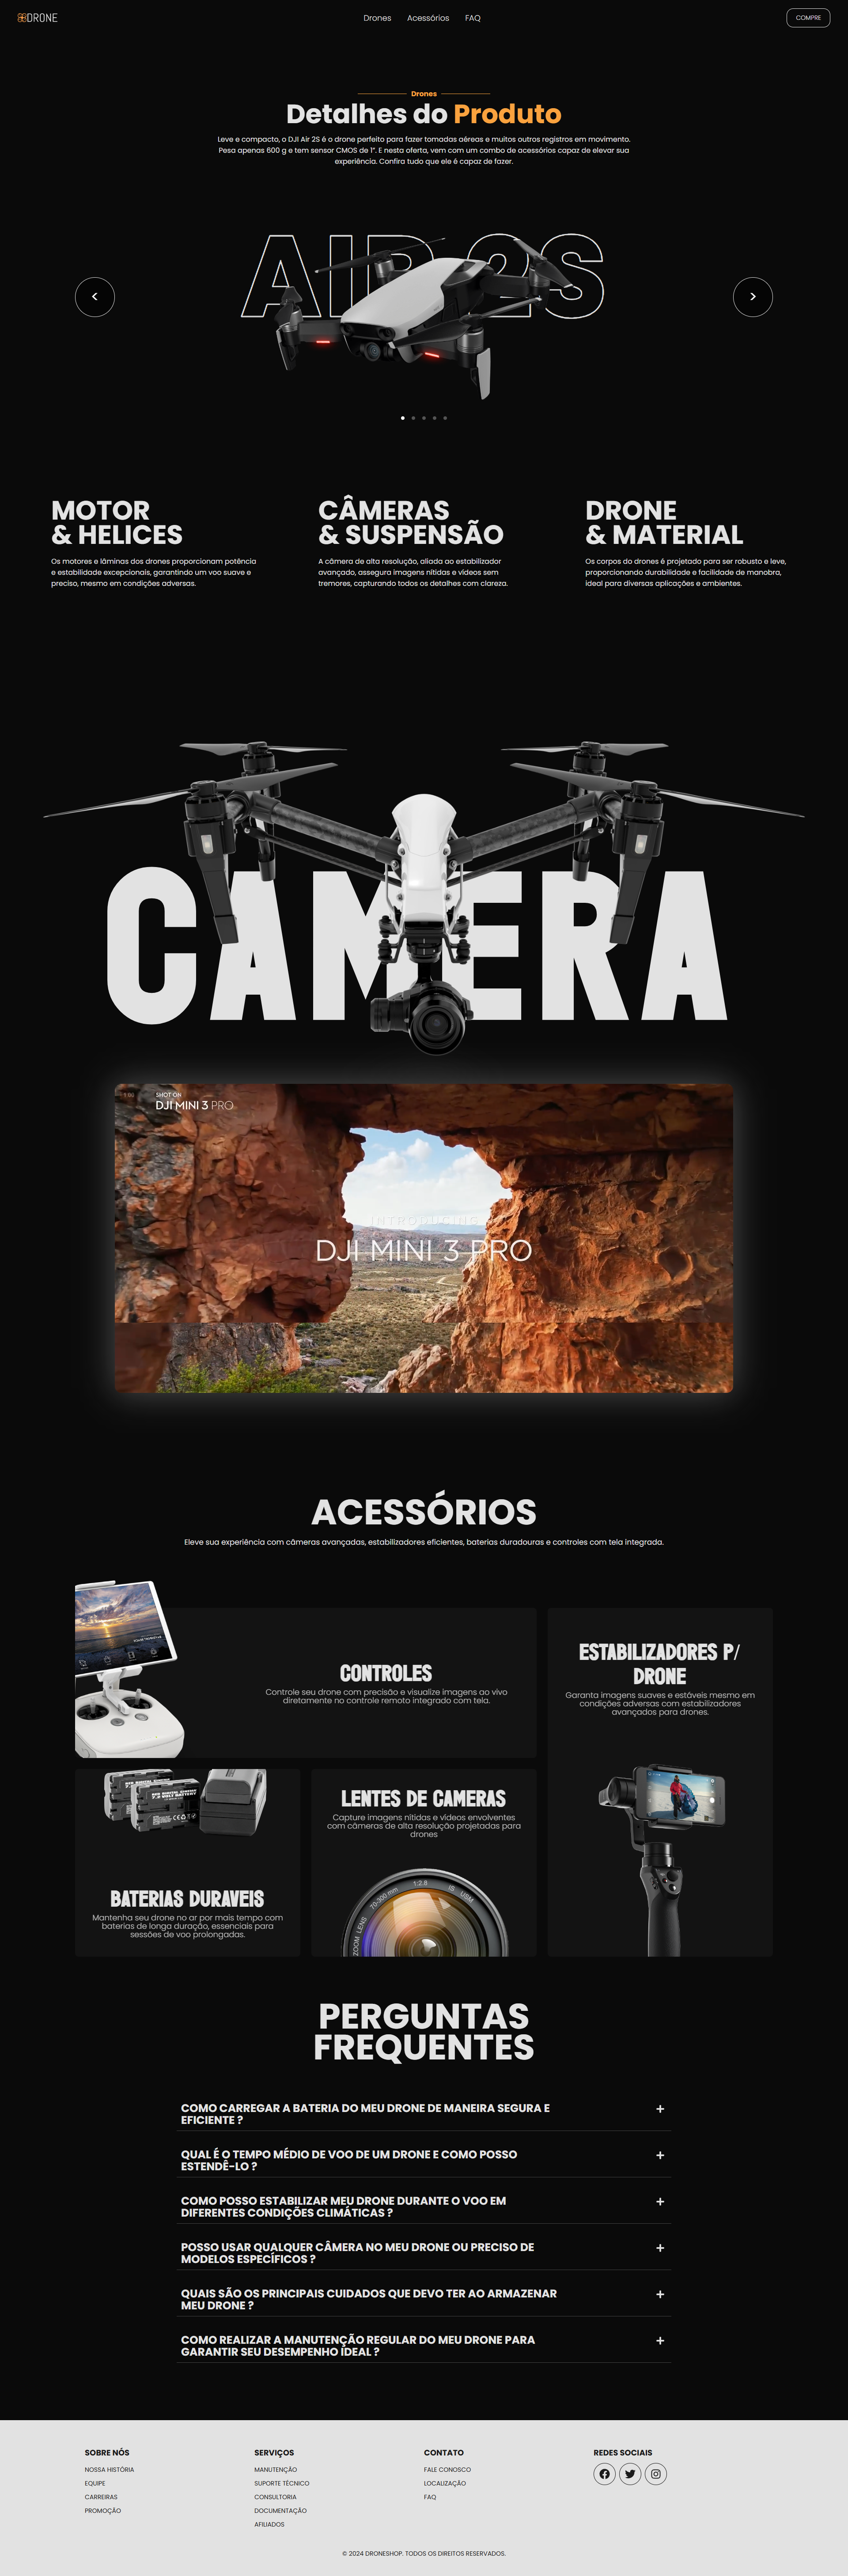 DRONE
Drones Acessórios FAQ
COMPRE
Drones
Detalhes do Produto
Leve e compacto, o DJI Air 2S é o drone perfeito para fazer tomadas aéreas e muitos outros registros em movimento.
Pesa apenas 600 g e tem sensor CMOS de 1". E nesta oferta, vem com um combo de acessórios capaz de elevar sua
experiência. Confira tudo que ele é capaz de fazer.
AIR 2S
<
>
MOTOR
& HELICES
Os motores e lâminas dos drones proporcionam potência
e estabilidade excepcionais, garantindo um voo suave e
preciso, mesmo em condições adversas.
CÂMERAS
& SUSPENSÃO
A câmera de alta resolução, aliada ao estabilizador
avançado, assegura imagens nítidas e vídeos sem
tremores, capturando todos os detalhes com clareza.
DRONE
& MATERIAL
Os corpos do drones é projetado para ser robusto e leve,
proporcionando durabilidade e facilidade de manobra,
ideal para diversas aplicações e ambientes.
CAMERA
SHOT ON
DJI MINI 3 PRO
INTRODUCING
DJI MINI 3 PRO
ACESSÓRIOS
Eleve sua experiência com câmeras avançadas, estabilizadores eficientes, baterias duradouras e controles com tela integrada.
CONTROLES
Controle seu drone com precisão e visualize imagens ao vivo
diretamente no controle remoto integrado com tela.
ESTABILIZADORES P/
DRONE
Garanta imagens suaves e estáveis mesmo em
condições adversas com estabilizadores
avançados para drones.
BATERIAS DURAVEIS
Mantenha seu drone no ar por mais tempo com
baterias de longa duração, essenciais para
sessões de voo prolongadas.
LENTES DE CAMERAS
Capture imagens nítidas e vídeos envolventes
com câmeras de alta resolução projetadas para
drones
ZOOM LENS 70-300 mm 1:2.8 IS USM
PERGUNTAS
FREQUENTES
COMO CARREGAR A BATERIA DO MEU DRONE DE MANEIRA SEGURA E
EFICIENTE ?
+
QUAL É O TEMPO MÉDIO DE VOO DE UM DRONE E COMO POSSO
ESTENDÊ-LO ?
+
COMO POSSO ESTABILIZAR MEU DRONE DURANTE O VOO EM
DIFERENTES CONDIÇÕES CLIMÁTICAS ?
+
POSSO USAR QUALQUER CÂMERA NO MEU DRONE OU PRECISO DE
MODELOS ESPECÍFICOS ?
+
QUAIS SÃO OS PRINCIPAIS CUIDADOS QUE DEVO TER AO ARMAZENAR
MEU DRONE ?
+
COMO REALIZAR A MANUTENÇÃO REGULAR DO MEU DRONE PARA
GARANTIR SEU DESEMPENHO IDEAL ?
+
SOBRE NÓS
NOSSA HISTÓRIA
EQUIPE
CARREIRAS
PROMOÇÃO
SERVIÇOS
MANUTENÇÃO
SUPORTE TÉCNICO
CONSULTORIA
DOCUMENTAÇÃO
AFILIADOS
CONTATO
FALE CONOSCO
LOCALIZAÇÃO
FAQ
REDES SOCIAIS
© 2024 DRONESHOP. TODOS OS DIREITOS RESERVADOS.